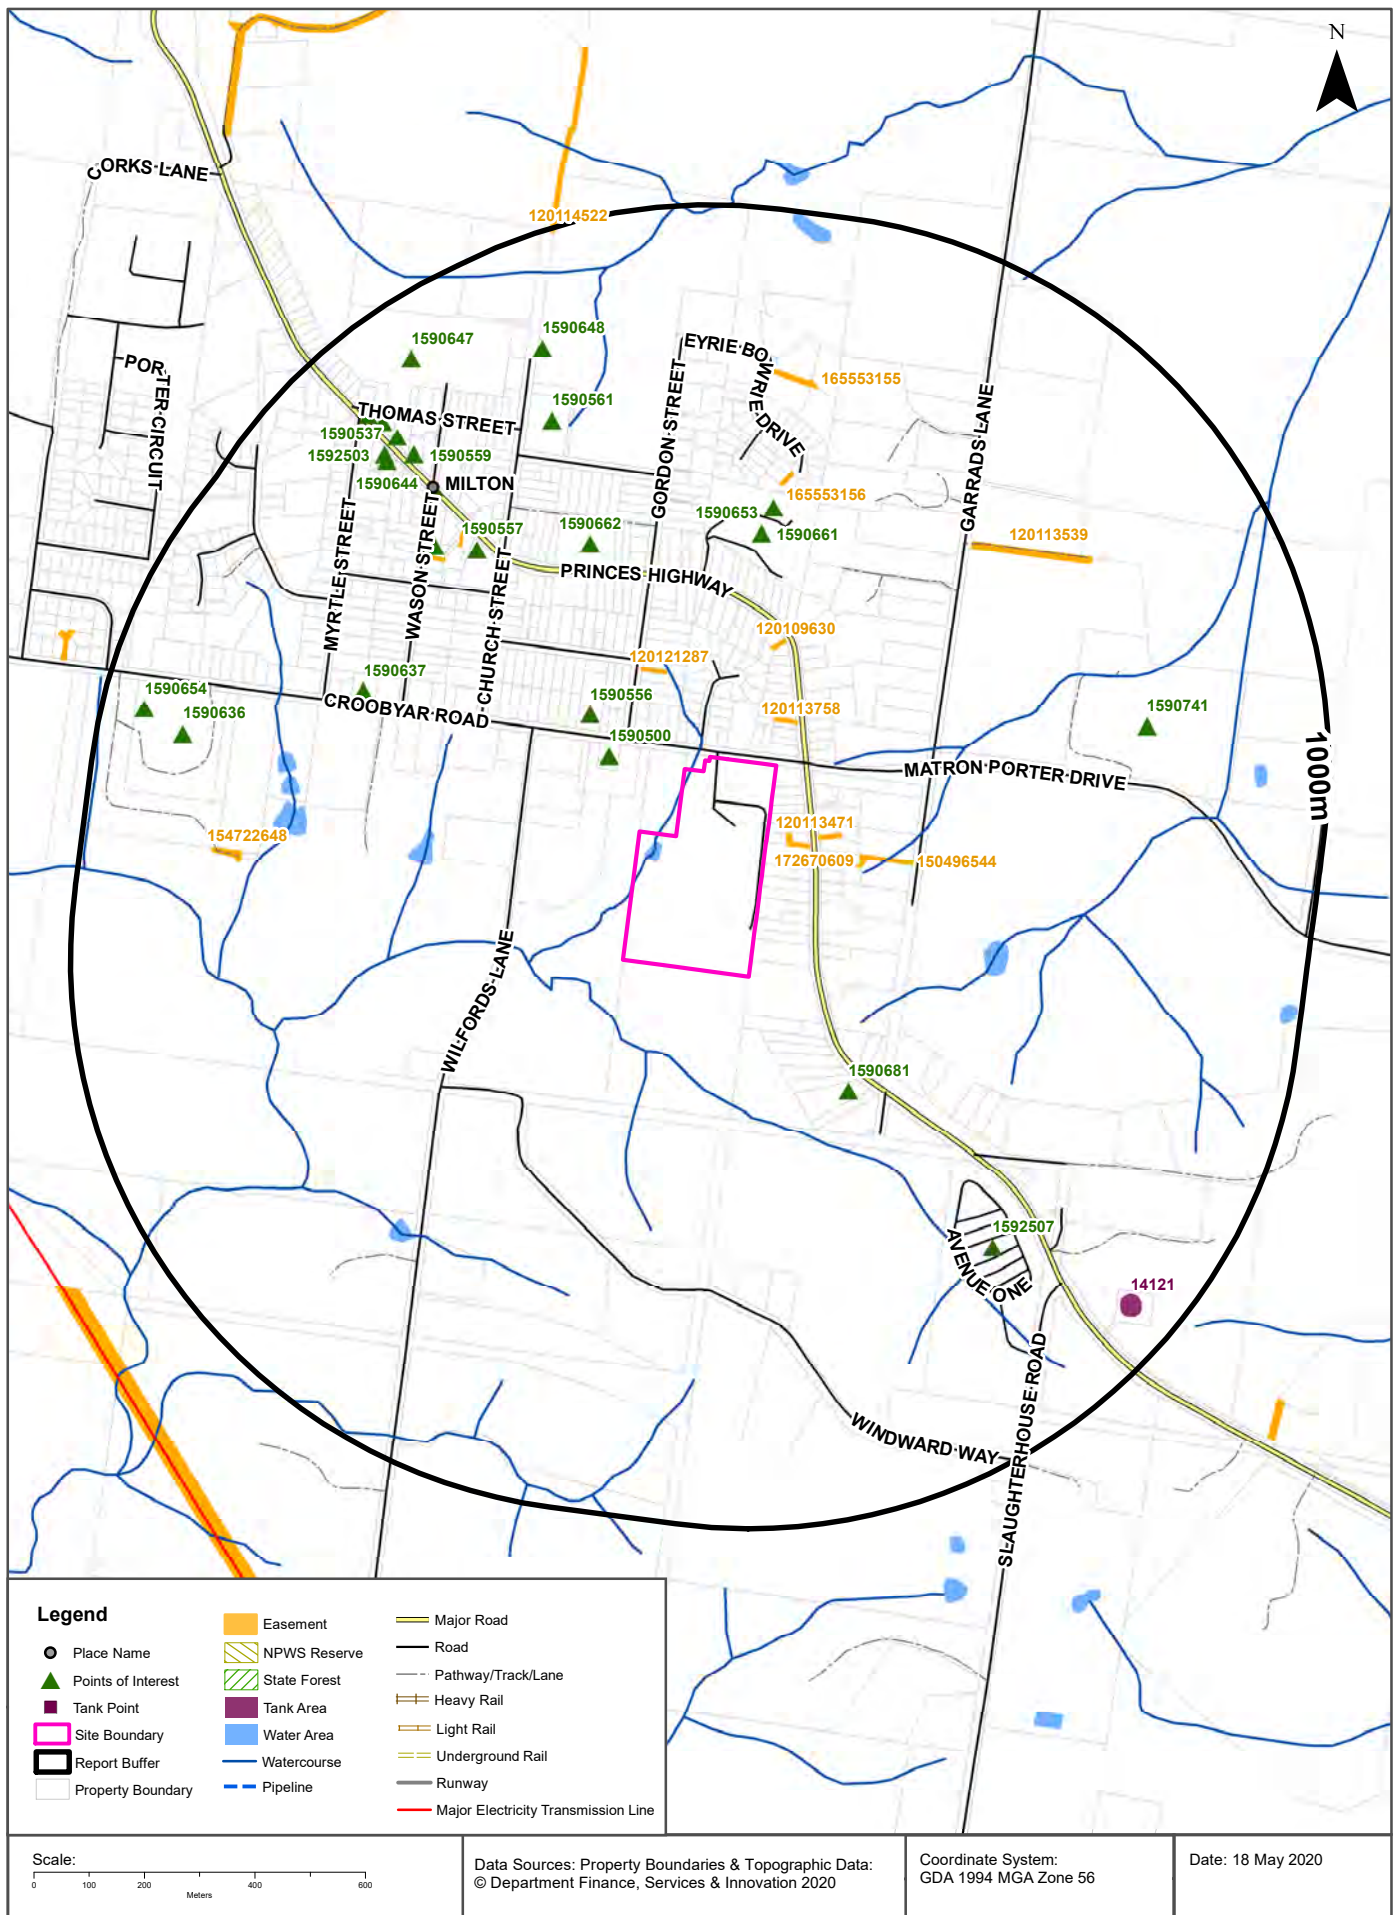 N
CORKS LANE
120114522
1590647
1590648
EYRIE BOWRIE DRIVE
165553155
PORTER CIRCUIT
THOMAS STREET
1590561
GORDON STREET
GARRADS LANE
1590537
1592503
1590559
1590644
MILTON
165553156
1590653
1590661
1590557
1590662
120113539
MYRTLE STREET
WASON STREET
CHURCH STREET
PRINCES HIGHWAY
120109630
120121287
1590637
1590654
1590636
CROOBYAR ROAD
1590556
120113758
1590741
1590500
1000m
MATRON PORTER DRIVE
154722648
120113471
172670609
150496544
WILFORDS LANE
1590681
1592507
AVENUE ONE
14121
SLAUGHTERHOUSE ROAD
WINDWARD WAY
Legend
Place Name
Points of Interest
Tank Point
Site Boundary
Report Buffer
Property Boundary
Easement
NPWS Reserve
State Forest
Tank Area
Water Area
Watercourse
Pipeline
Major Road
Road
Pathway/Track/Lane
Heavy Rail
Light Rail
Underground Rail
Runway
Major Electricity Transmission Line
Scale:
0 100 200 400 600
Meters
Data Sources: Property Boundaries & Topographic Data:
© Department Finance, Services & Innovation 2020
Coordinate System:
GDA 1994 MGA Zone 56
Date: 18 May 2020